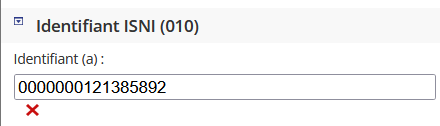 Identifiant ISNI (010)
Identifiant (a) :
0000000121385892